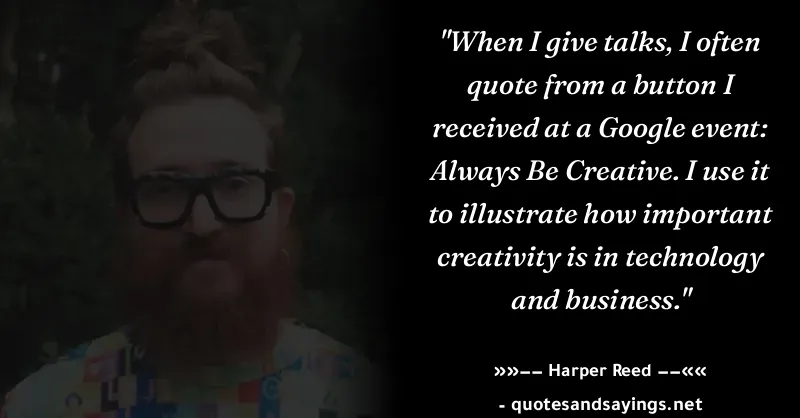 "When I give talks, I often
quote from a button I
received at a Google event:
Always Be Creative. I use it
to illustrate how important
creativity is in technology
and business."
»»−− Harper Reed −−««
- quotesandsayings.net